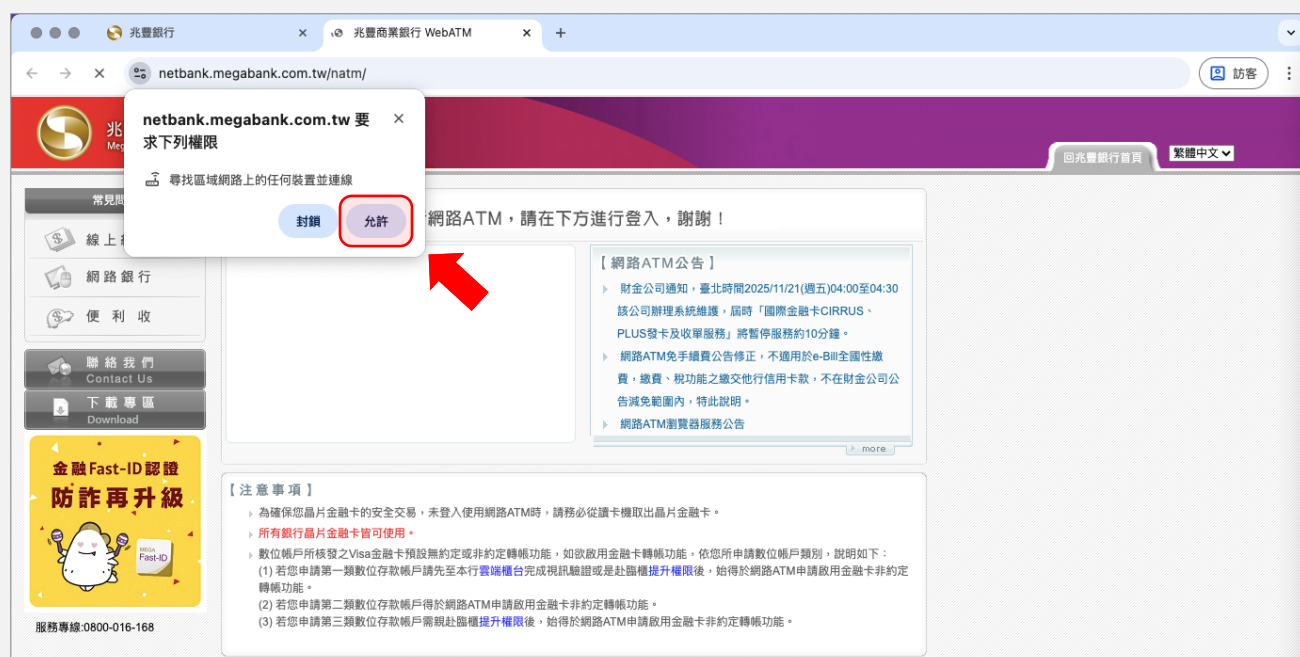 兆豐銀行
兆豐商業銀行 WebATM
netbank.megabank.com.tw/natm/
訪客
netbank.megabank.com.tw 要
求下列權限
尋找區域網路上的任何裝置並連線
封鎖
允許
兆
Meg
回兆豐銀行首頁
繁體中文
常見問
網路ATM，請在下方進行登入，謝謝！
線上
網路銀行
便利收
聯絡我們
Contact Us
下載專區
Download
【網路ATM公告】
財金公司通知，臺北時間2025/11/21(週五)04:00至04:30
該公司辦理系統維護，屆時「國際金融卡CIRRUS、
PLUS發卡及收單服務」將暫停服務約10分鐘。
網路ATM免手續費公告修正，不適用於e-Bill全國性繳
費，繳費、稅功能之繳交他行信用卡款，不在財金公司公
告減免範圍內，特此說明。
網路ATM瀏覽器服務公告
more
金融Fast-ID認證
防詐再升級
MEGA
Fast-ID
服務專線:0800-016-168
【注意事項】
為確保您晶片金融卡的安全交易，未登入使用網路ATM時，請務必從讀卡機取出晶片金融卡。
所有銀行晶片金融卡皆可使用。
數位帳戶所核發之Visa金融卡預設無約定或非約定轉帳功能，如欲啟用金融卡轉帳功能，依您所申請數位帳戶類別，說明如下：
(1) 若您申請第一類數位存款帳戶請先至本行雲端櫃台完成視訊驗證或是赴臨櫃提升權限後，始得於網路ATM申請啟用金融卡非約定
轉帳功能。
(2) 若您申請第二類數位存款帳戶得於網路ATM申請啟用金融卡非約定轉帳功能。
(3) 若您申請第三類數位存款帳戶需親赴臨櫃提升權限後，始得於網路ATM申請啟用金融卡非約定轉帳功能。